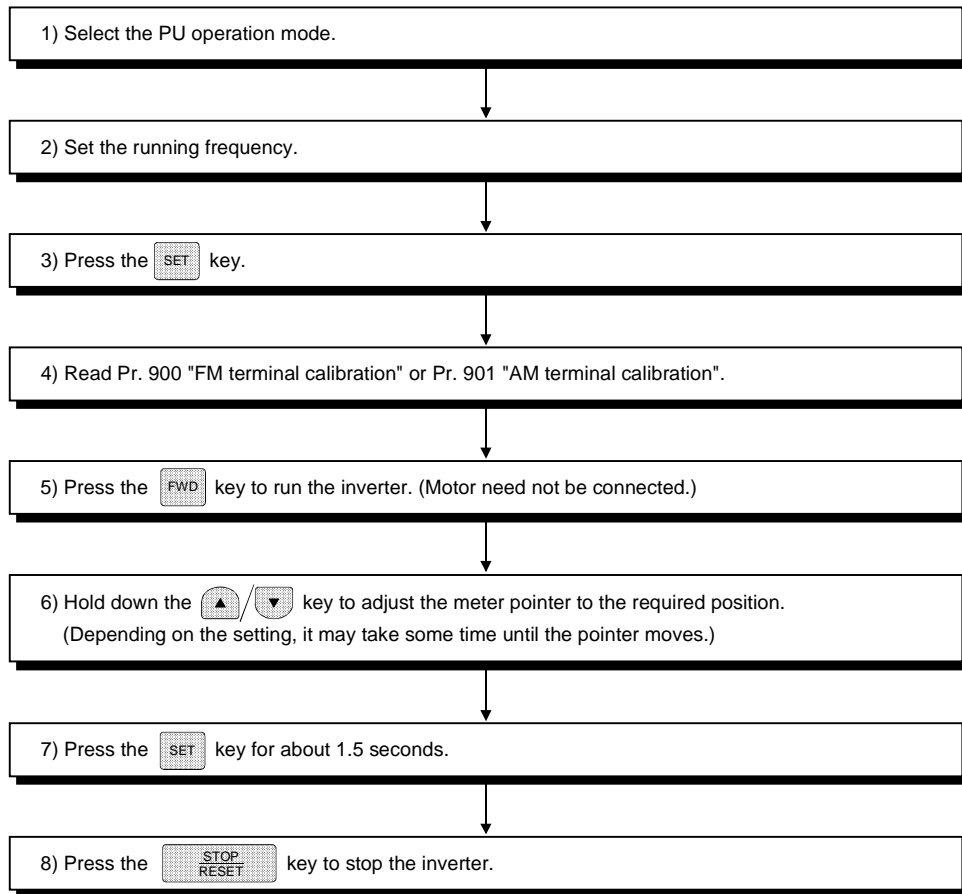 1) Select the PU operation mode.
2) Set the running frequency.
3) Press the SET key.
4) Read Pr. 900 "FM terminal calibration" or Pr. 901 "AM terminal calibration".
5) Press the FWD key to run the inverter. (Motor need not be connected.)
6) Hold down the ▲/▼ key to adjust the meter pointer to the required position.
(Depending on the setting, it may take some time until the pointer moves.)
7) Press the SET key for about 1.5 seconds.
8) Press the STOP RESET key to stop the inverter.